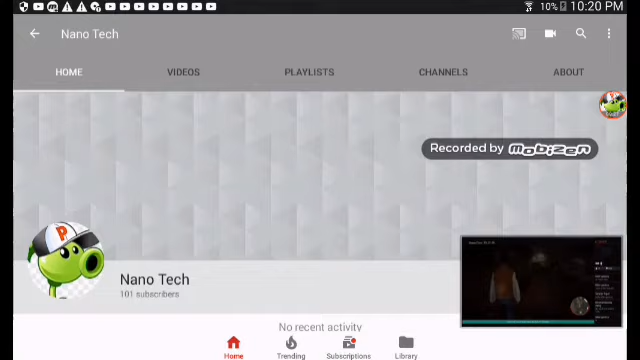 10% 10:20 PM
Nano Tech
HOME VIDEOS PLAYLISTS CHANNELS ABOUT
Recorded by mobizen
P
Nano Tech
101 subscribers
No recent activity
Home Trending Subscriptions Library